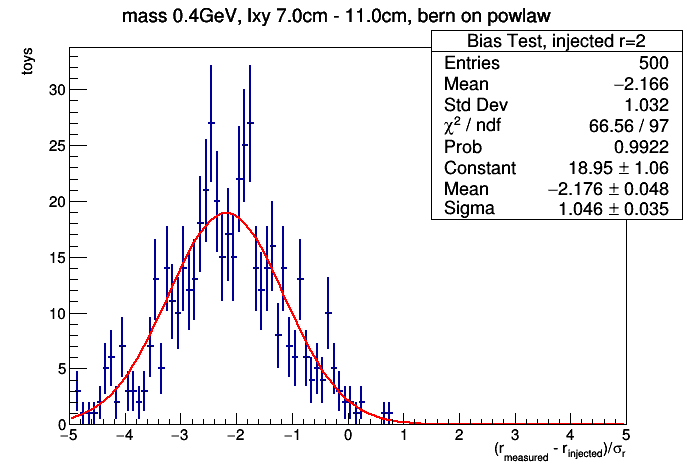 mass 0.4GeV, lxy 7.0cm - 11.0cm, bern on powlaw
toys
Bias Test, injected r=2
Entries 500
Mean −2.166
Std Dev 1.032
χ² / ndf 66.56 / 97
Prob 0.9922
Constant 18.95 ± 1.06
Mean −2.176 ± 0.048
Sigma 1.046 ± 0.035
30
25
20
15
10
5
0
−5 −4 −3 −2 −1 0 1 2 3 4 5
(r_measured - r_injected)/σ_r